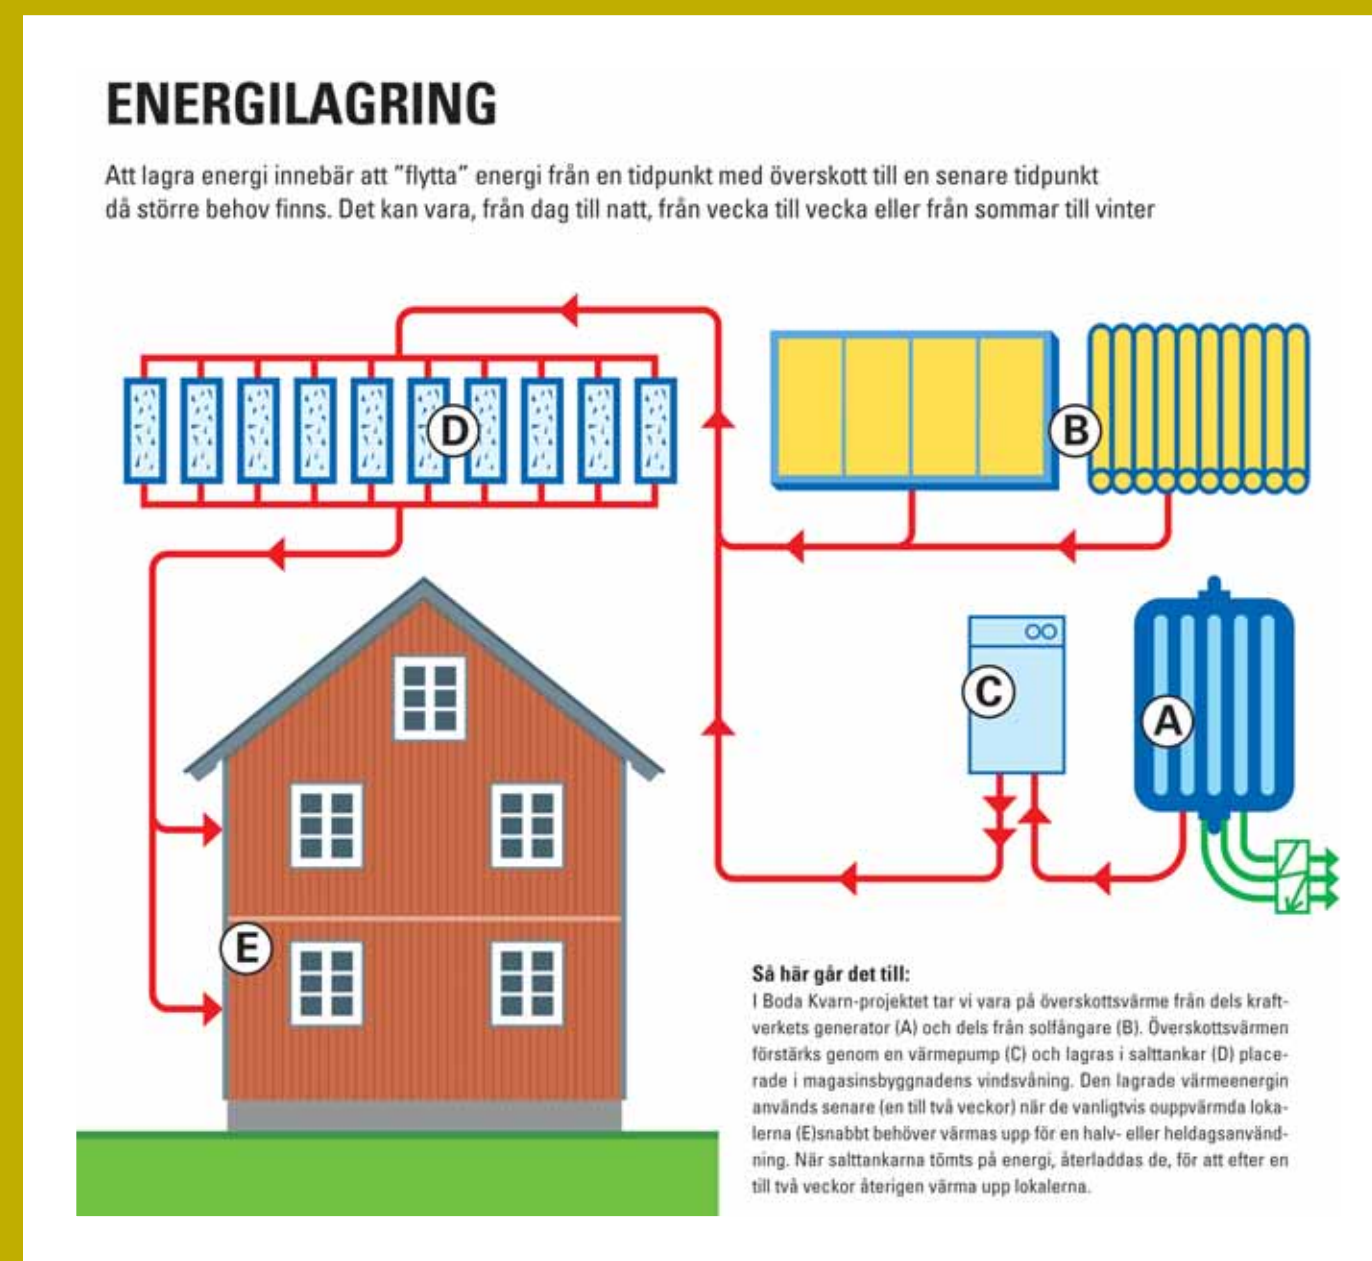 ENERGILAGRING
Att lagra energi innebär att ”flytta” energi från en tidpunkt med överskott till en senare tidpunkt
då större behov finns. Det kan vara, från dag till natt, från vecka till vecka eller från sommar till vinter
D
B
C
A
E
Så här går det till:
I Boda Kvarn-projektet tar vi vara på överskottsvärme från dels kraft-
verkets generator (A) och dels från solfångare (B). Överskottsvärmen
förstärks genom en värmepump (C) och lagras i salttankar (D) place-
rade i magasinsbyggnadens vindsvåning. Den lagrade värmeenergin
används senare (en till två veckor) när de vanligtvis ouppvärmda loka-
lerna (E)snabbt behöver värmas upp för en halv- eller heldagsanvänd-
ning. När salttankarna tömts på energi, återladdas de, för att efter en
till två veckor återigen värma upp lokalerna.